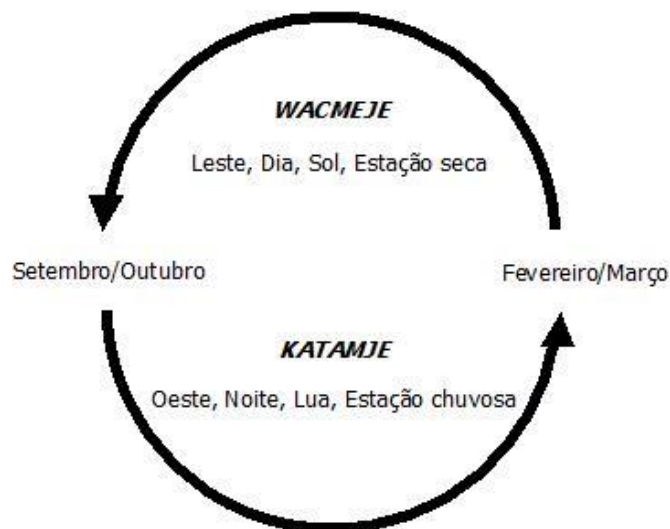 WACMEJE
Leste, Dia, Sol, Estação seca
Setembro/Outubro
Fevereiro/Março
KATAMJE
Oeste, Noite, Lua, Estação chuvosa